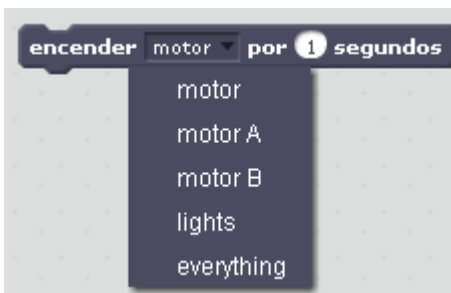 encender motor por 1 segundos
motor
motor A
motor B
lights
everything